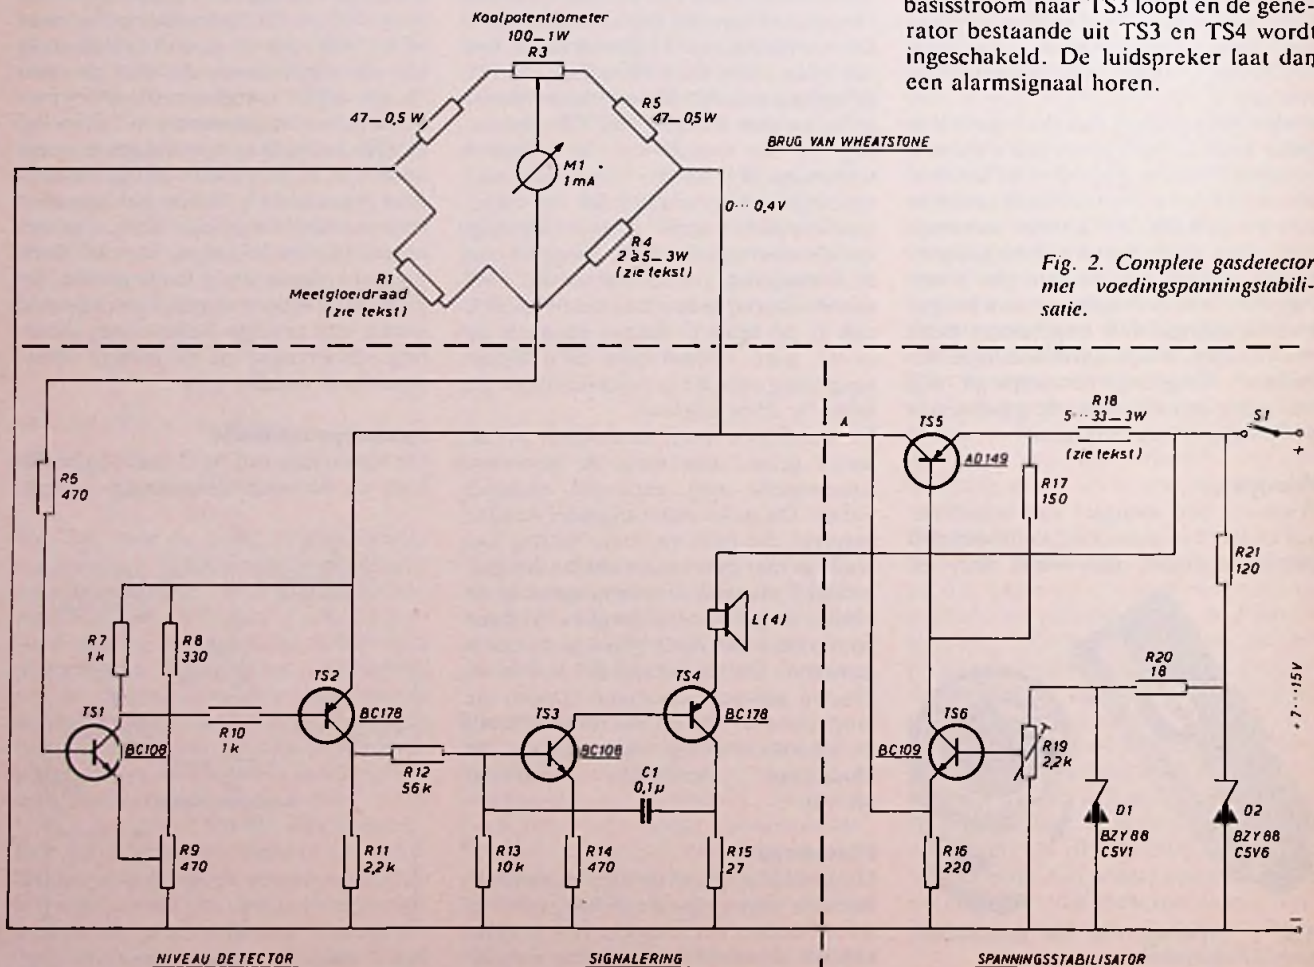 basisstroom naar TS3 loopt en de gene-
rator bestaande uit TS3 en TS4 wordt
ingeschakeld. De luidspreker laat dan
een alarmsignaal horen.
Koolpotentiometer
100_1W
R3
47_0,5W
R5
47_0,5W
BRUG VAN WHEATSTONE
M1
1mA
0···0,4V
R4
2 à 5_3W
(zie tekst)
R1
Meetgloeidraad
(zie tekst)
Fig. 2. Complete gasdetector
met voedingspanningstabili-
satie.
R18
5···33_3W
(zie tekst)
S1
+
A
TS5
AD149
R17
150
R5
470
R21
120
L(4)
R7
1k
R8
330
TS2
BC178
TS4
BC178
R20
18
7···15V
TS1
BC108
R10
1k
TS3
BC108
TS6
BC109
R19
2,2k
R12
56k
C1
0,1µ
D1
BZY88
C5V1
D2
BZY88
C5V6
R9
470
R11
2,2k
R13
10k
R14
470
R15
27
R16
220
NIVEAU DETECTOR
SIGNALERING
SPANNINGSSTABILISATOR